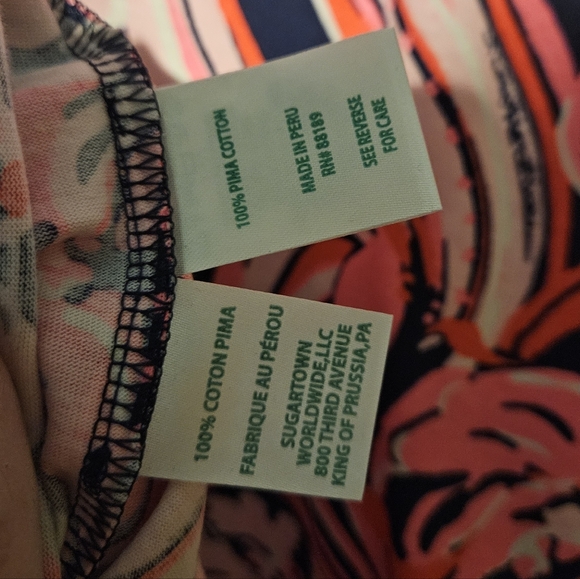 100% PIMA COTTON
MADE IN PERU
RN# 88189
SEE REVERSE
FOR CARE
100% COTON PIMA
FABRIQUE AU PÉROU
SUGARTOWN
WORLDWIDE,LLC
800 THIRD AVENUE
KING OF PRUSSIA,PA